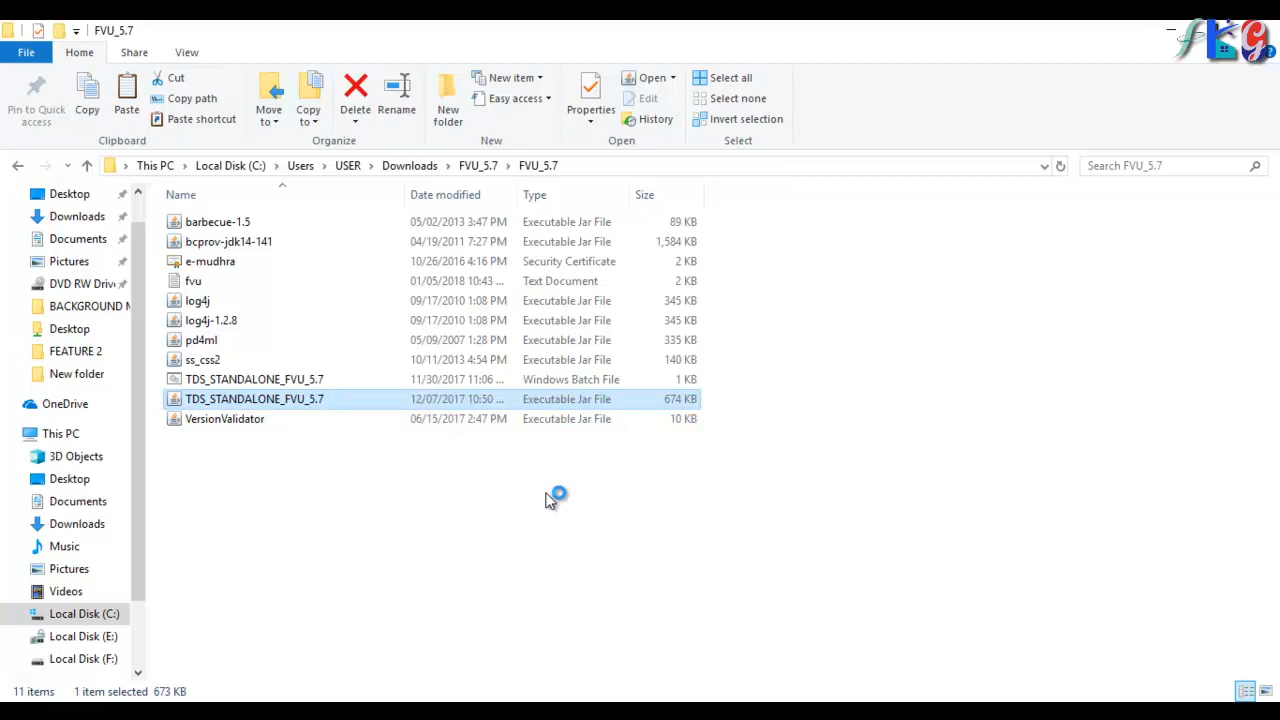 FVU_5.7
File Home Share View
Pin to Quick access
Copy
Paste
Cut
Copy path
Paste shortcut
Clipboard
Move to
Copy to
Delete
Rename
Organize
New folder
New item
Easy access
New
Properties
Open
Edit
History
Open
Select all
Select none
Invert selection
Select
This PC Local Disk (C:) Users USER Downloads FVU_5.7 FVU_5.7
Search FVU_5.7
Desktop
Downloads
Documents
Pictures
DVD RW Driv
BACKGROUND M
Desktop
FEATURE 2
New folder
OneDrive
This PC
3D Objects
Desktop
Documents
Downloads
Music
Pictures
Videos
Local Disk (C:)
Local Disk (E:)
Local Disk (F:)
Name Date modified Type Size
barbecue-1.5 05/02/2013 3:47 PM Executable Jar File 89 KB
bcprov-jdk14-141 04/19/2011 7:27 PM Executable Jar File 1,584 KB
e-mudhra 10/26/2016 4:16 PM Security Certificate 2 KB
fvu 01/05/2018 10:43 ... Text Document 2 KB
log4j 09/17/2010 1:08 PM Executable Jar File 345 KB
log4j-1.2.8 09/17/2010 1:08 PM Executable Jar File 345 KB
pd4ml 05/09/2007 1:28 PM Executable Jar File 335 KB
ss_css2 10/11/2013 4:54 PM Executable Jar File 140 KB
TDS_STANDALONE_FVU_5.7 11/30/2017 11:06 ... Windows Batch File 1 KB
TDS_STANDALONE_FVU_5.7 12/07/2017 10:50 ... Executable Jar File 674 KB
VersionValidator 06/15/2017 2:47 PM Executable Jar File 10 KB
11 items 1 item selected 673 KB